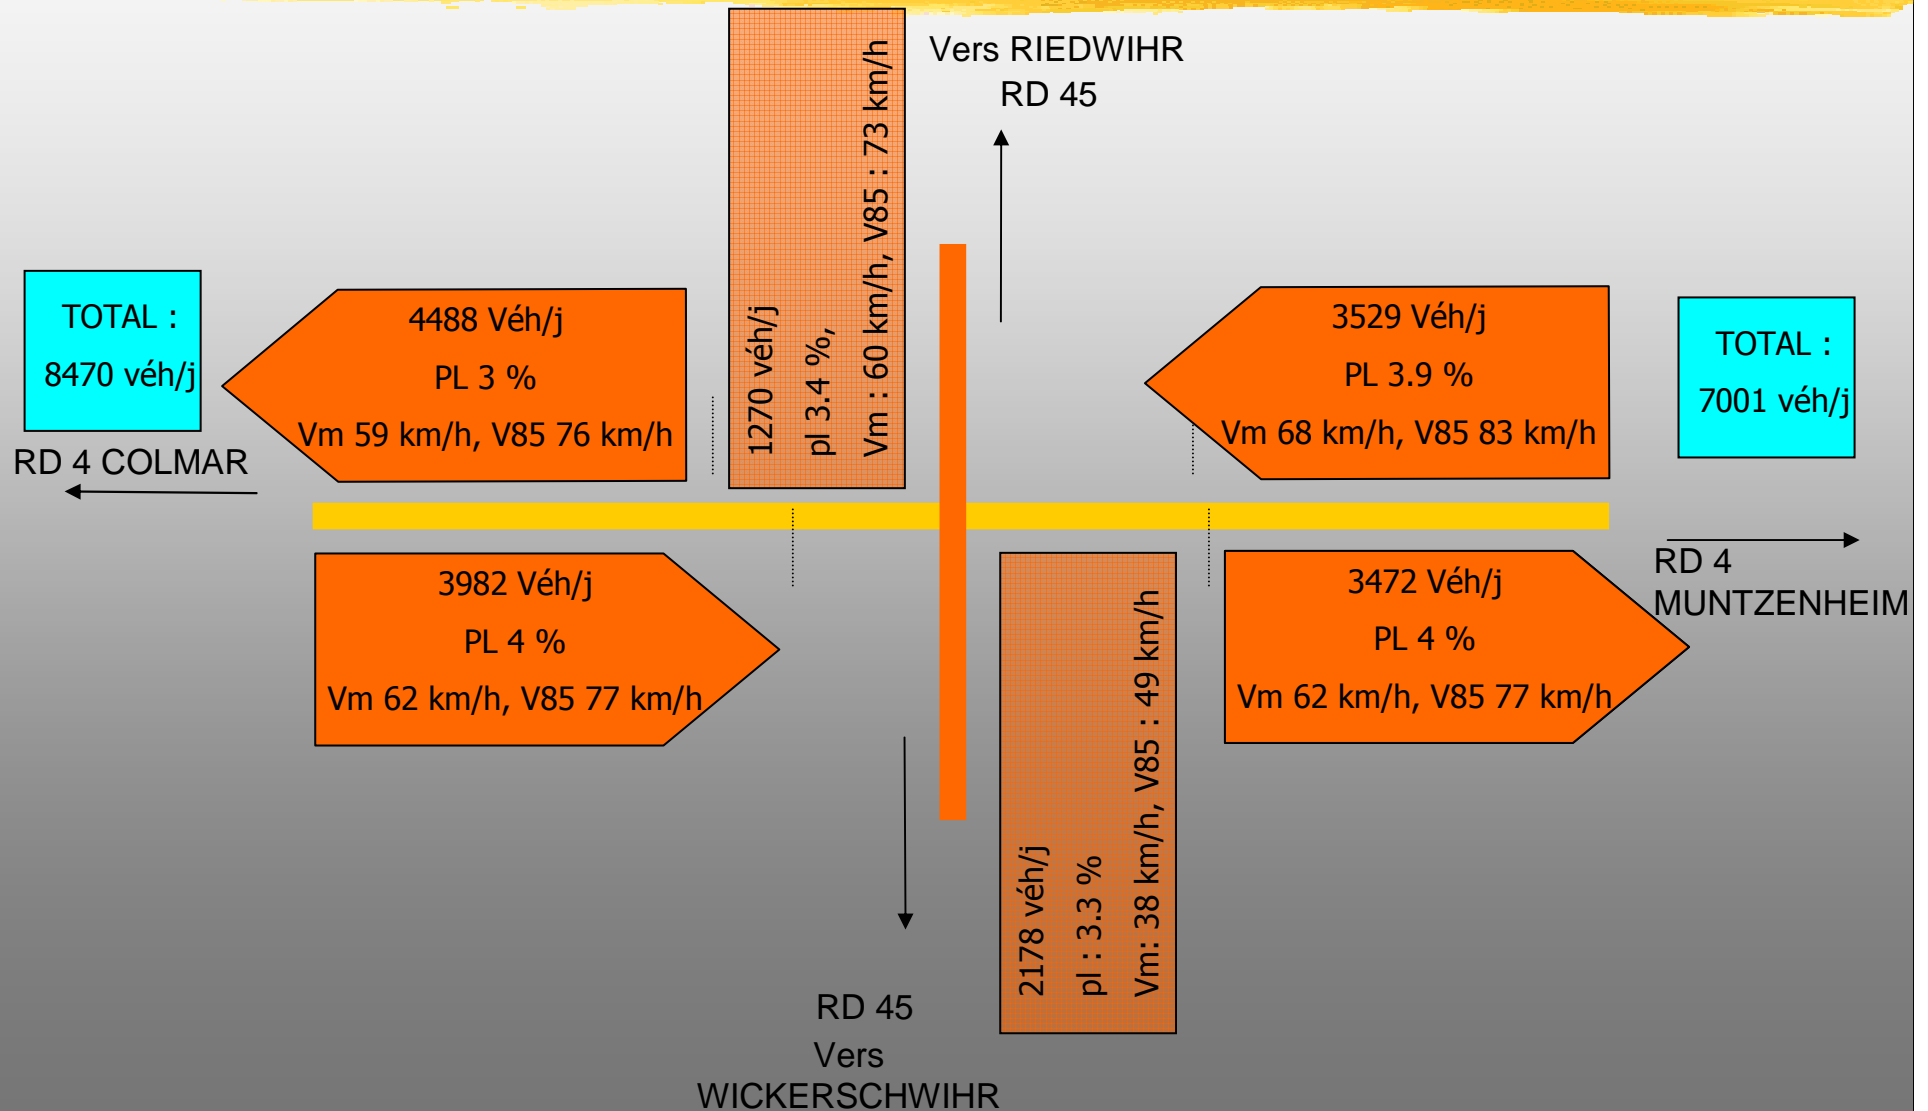 Vers RIEDWIHR
RD 45
1270 véh/j
pl 3.4 %,
Vm : 60 km/h, V85 : 73 km/h
TOTAL :
8470 véh/j
4488 Véh/j
PL 3 %
Vm 59 km/h, V85 76 km/h
3529 Véh/j
PL 3.9 %
Vm 68 km/h, V85 83 km/h
TOTAL :
7001 véh/j
RD 4 COLMAR
3982 Véh/j
PL 4 %
Vm 62 km/h, V85 77 km/h
2178 véh/j
pl : 3.3 %
Vm: 38 km/h, V85 : 49 km/h
3472 Véh/j
PL 4 %
Vm 62 km/h, V85 77 km/h
RD 4
MUNTZENHEIM
RD 45
Vers
WICKERSCHWIHR